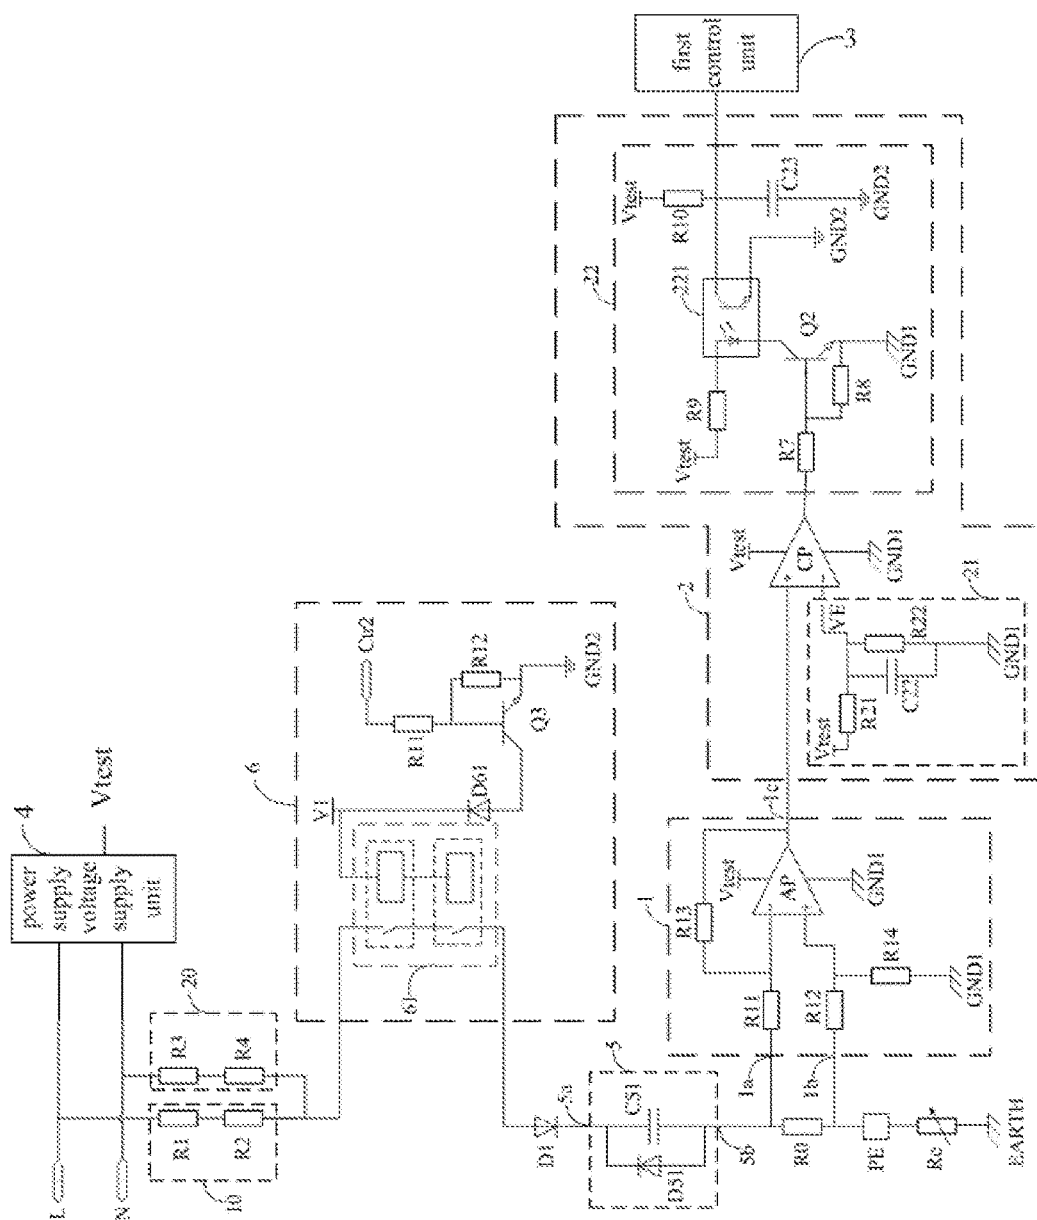 first
control
unit
3
22
Vtest
R10
C23
GND2
GND2
221
Q2
R9
Vtest
R7
R8
GND1
CP
Vtest
GND1
2
21
VE
R22
C22
R21
Vtest
GND1
6
Ctr2
R11
R12
Q3
GND2
V1
D61
61
4
Vtest
power
supply
voltage
supply
unit
20
R3
R4
R1
R2
10
L
N
1
1c
Vtest
AP
GND1
R13
R11
R12
R14
GND1
1a
1b
5
5a
C51
D51
5b
D1
R0
PE
Re
EARTH